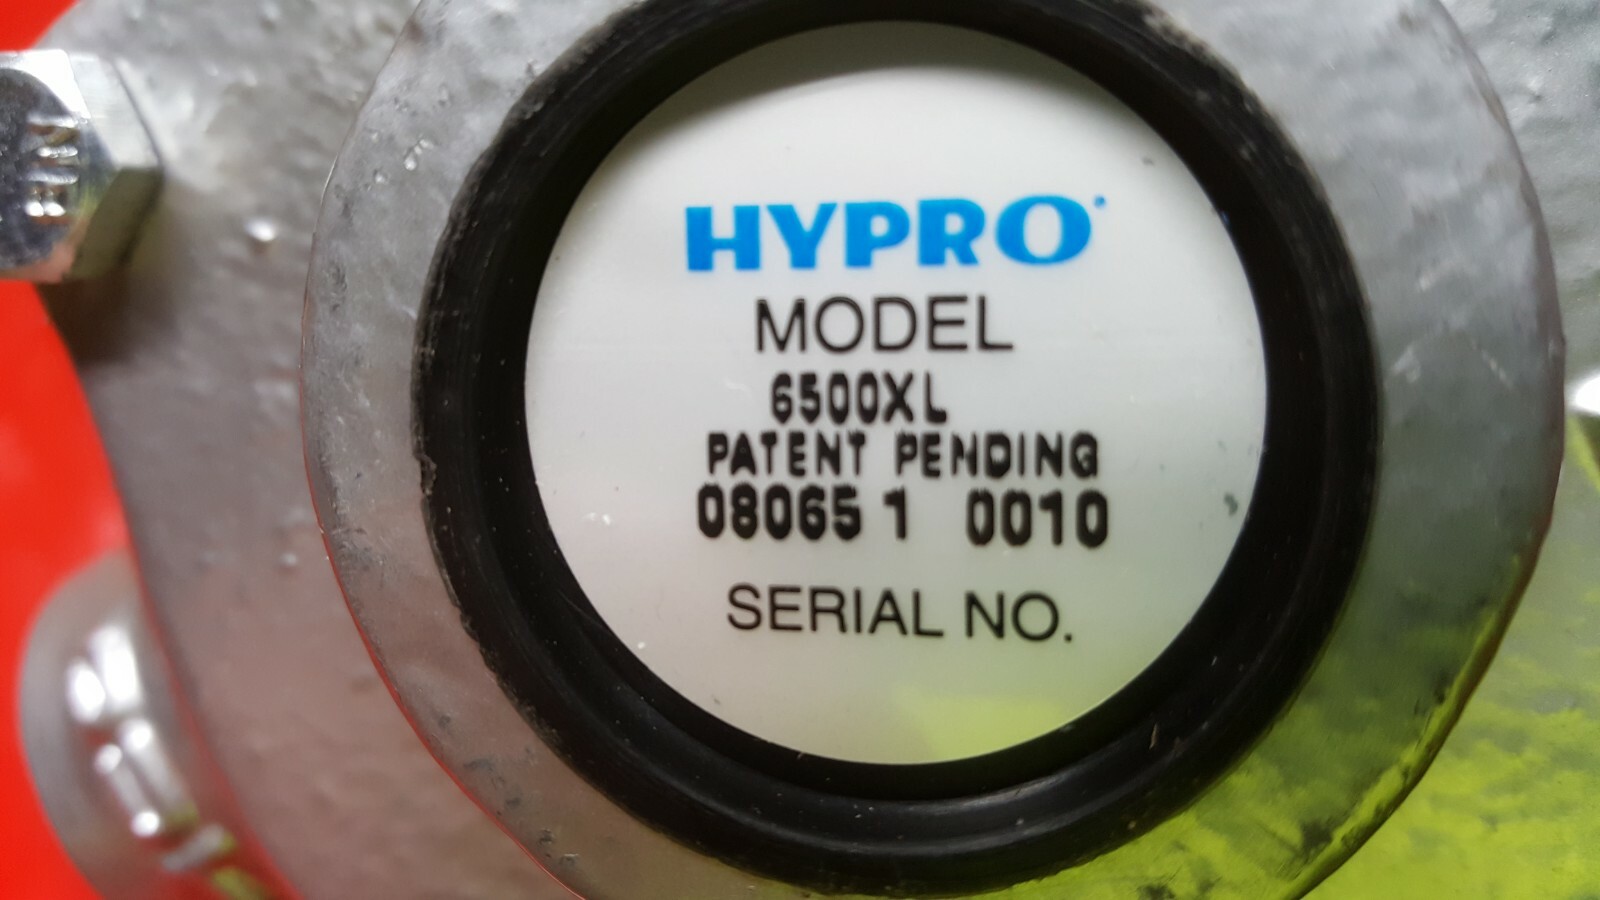 HYPRO
MODEL
6500XL
PATENT PENDING
08065 1 0010
SERIAL NO.